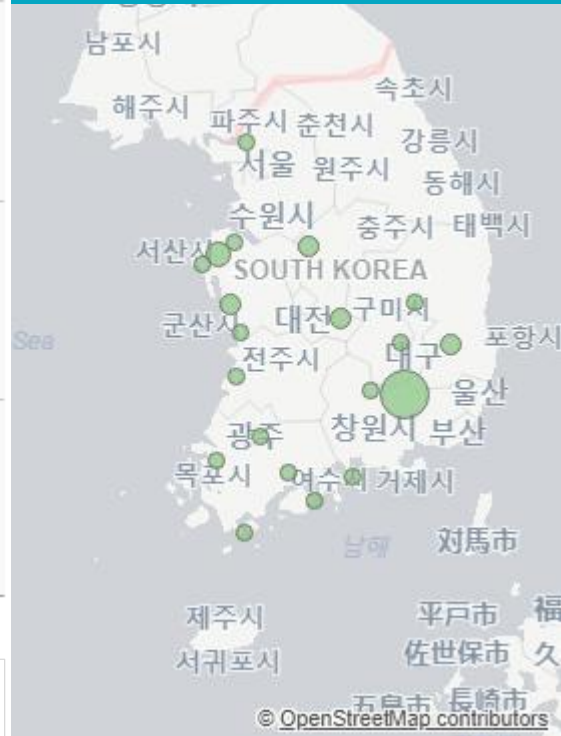 남포시
속초시
해주시
파주시 춘천시
강릉시
서울 원주시
동해시
수원시
충주시 태백시
서산시
SOUTH KOREA
대전 구미시
군산시
Sea
포항시
대구
전주시
울산
창원시 부산
광주
목포시 여수시 거제시
남해
対馬市
제주시
平戸市 福
서귀포시
佐世保市 久
五島市 長崎市
© OpenStreetMap contributors